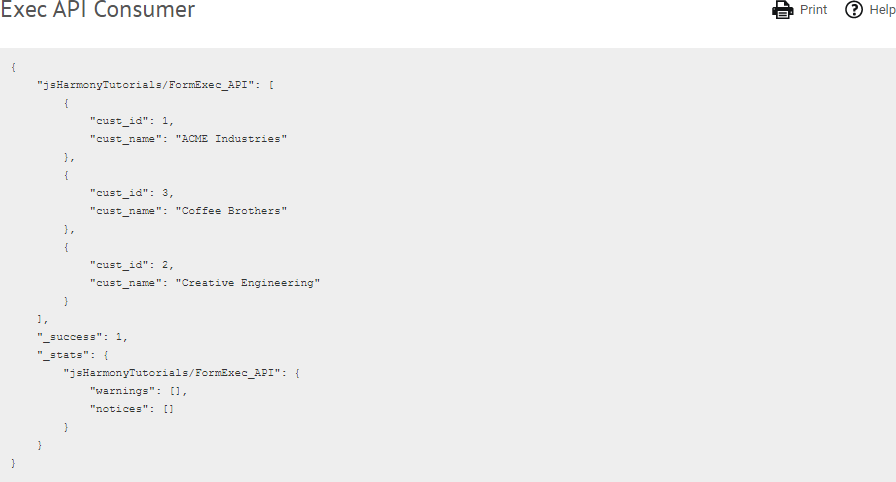 Exec API Consumer
Print
Help
{
    "jsHarmonyTutorials/FormExec_API": [
        {
            "cust_id": 1,
            "cust_name": "ACME Industries"
        },
        {
            "cust_id": 3,
            "cust_name": "Coffee Brothers"
        },
        {
            "cust_id": 2,
            "cust_name": "Creative Engineering"
        }
    ],
    "_success": 1,
    "_stats": {
        "jsHarmonyTutorials/FormExec_API": {
            "warnings": [],
            "notices": []
        }
    }
}